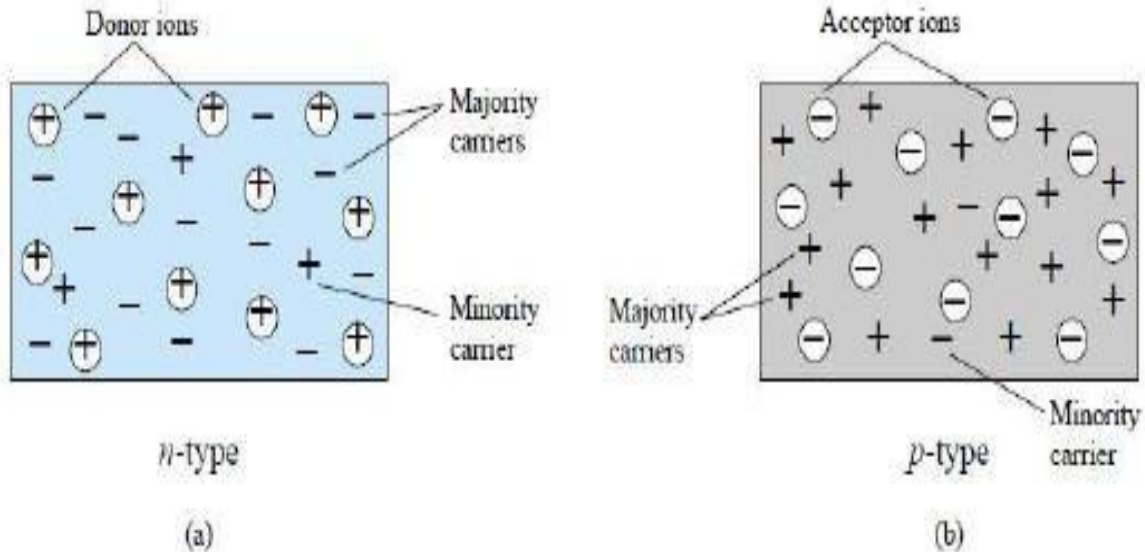 Donor ions
Majority
carriers
Minority
carrier
n-type
(a)
Acceptor ions
Majority
carriers
Minority
carrier
p-type
(b)